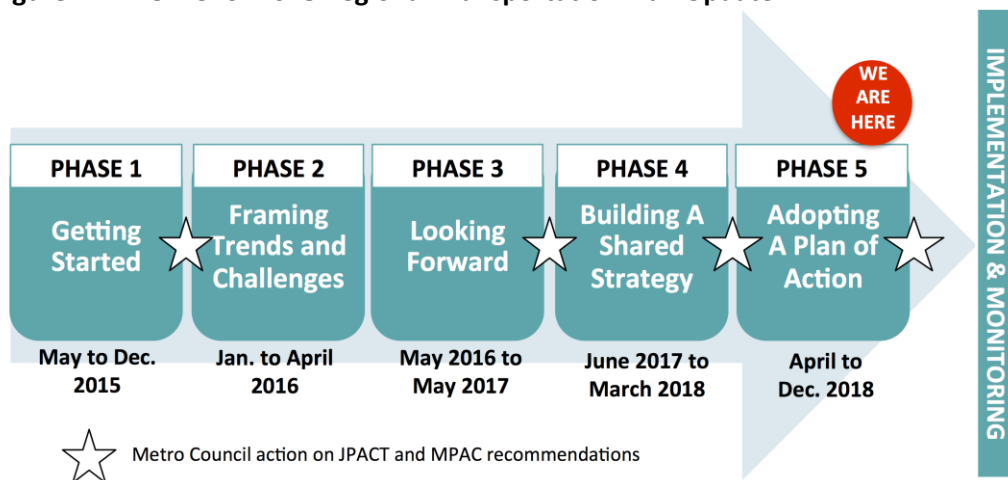 WE
ARE
HERE
PHASE 1
Getting
Started
May to Dec.
2015
PHASE 2
Framing
Trends and
Challenges
Jan. to April
2016
PHASE 3
Looking
Forward
May 2016 to
May 2017
PHASE 4
Building A
Shared
Strategy
June 2017 to
March 2018
PHASE 5
Adopting
A Plan of
Action
April to
Dec. 2018
IMPLEMENTATION & MONITORING
Metro Council action on JPACT and MPAC recommendations